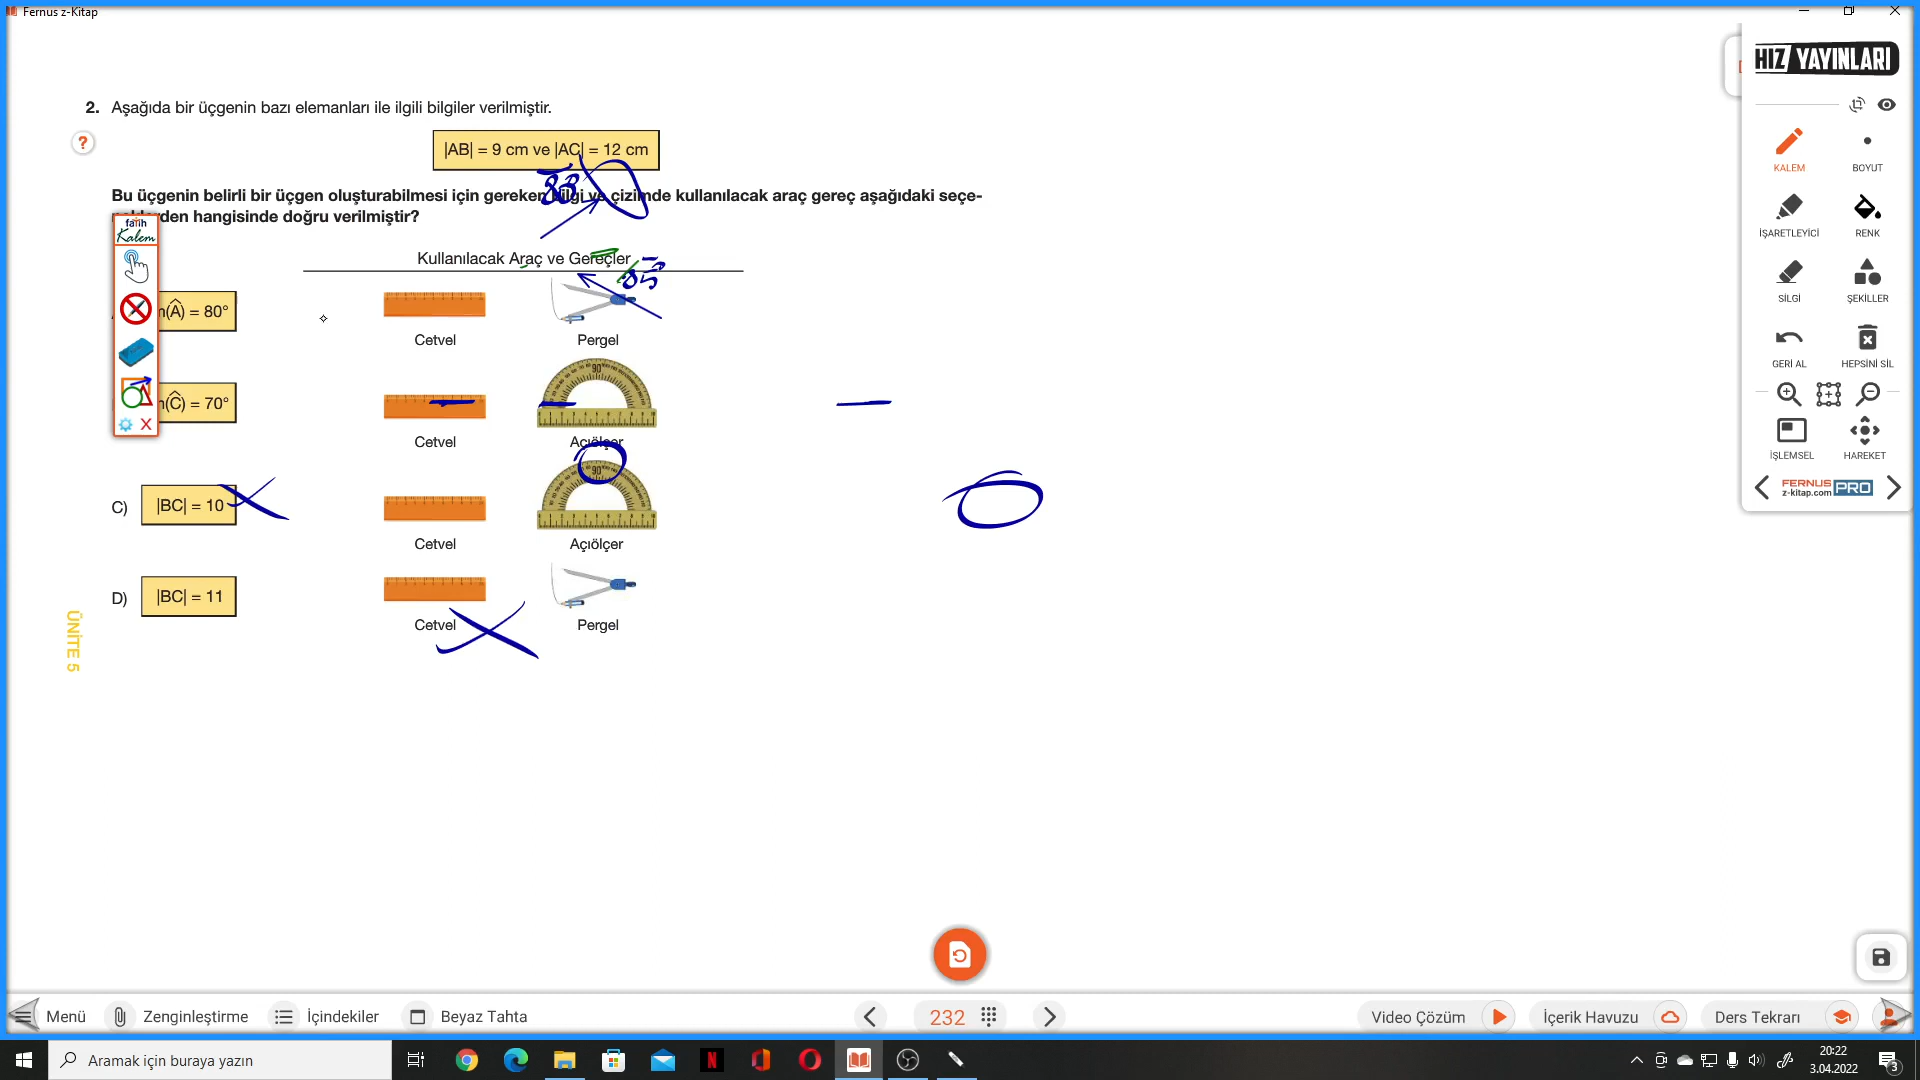 Fernus z-Kitap
HIZ YAYINLARI
2. Aşağıda bir üçgenin bazı elemanları ile ilgili bilgiler verilmiştir.
?
|AB| = 9 cm ve |AC| = 12 cm
Bu üçgenin belirli bir üçgen oluşturabilmesi için gereken bilgi ve çizimde kullanılacak araç gereç aşağıdaki seçe-
den hangisinde doğru verilmiştir?
fatih
Kalem
Kullanılacak Araç ve Gereçler
m(A) = 80°
Cetvel
Pergel
m(C) = 70°
Cetvel
Açıölçer
C) |BC| = 10
Cetvel
Açıölçer
D) |BC| = 11
Cetvel
Pergel
ÜNİTE 5
KALEM
BOYUT
İŞARETLEYİCİ
RENK
SİLGİ
ŞEKİLLER
GERİ AL
HEPSİNİ SİL
İŞLEMSEL
HAREKET
FERNUS
z-kitap.com
PRO
Menü
Zenginleştirme
İçindekiler
Beyaz Tahta
232
Video Çözüm
İçerik Havuzu
Ders Tekrarı
Aramak için buraya yazın
20:22
3.04.2022
3